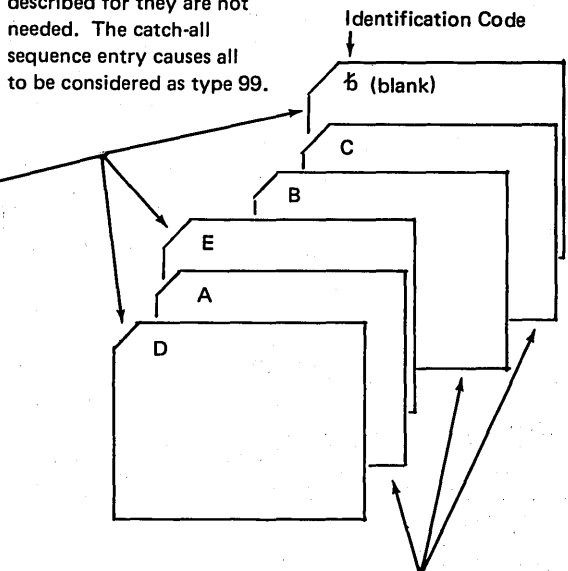 described for they are not
needed. The catch-all
sequence entry causes all
to be considered as type 99.
Identification Code
ƀ (blank)
C
B
E
A
D